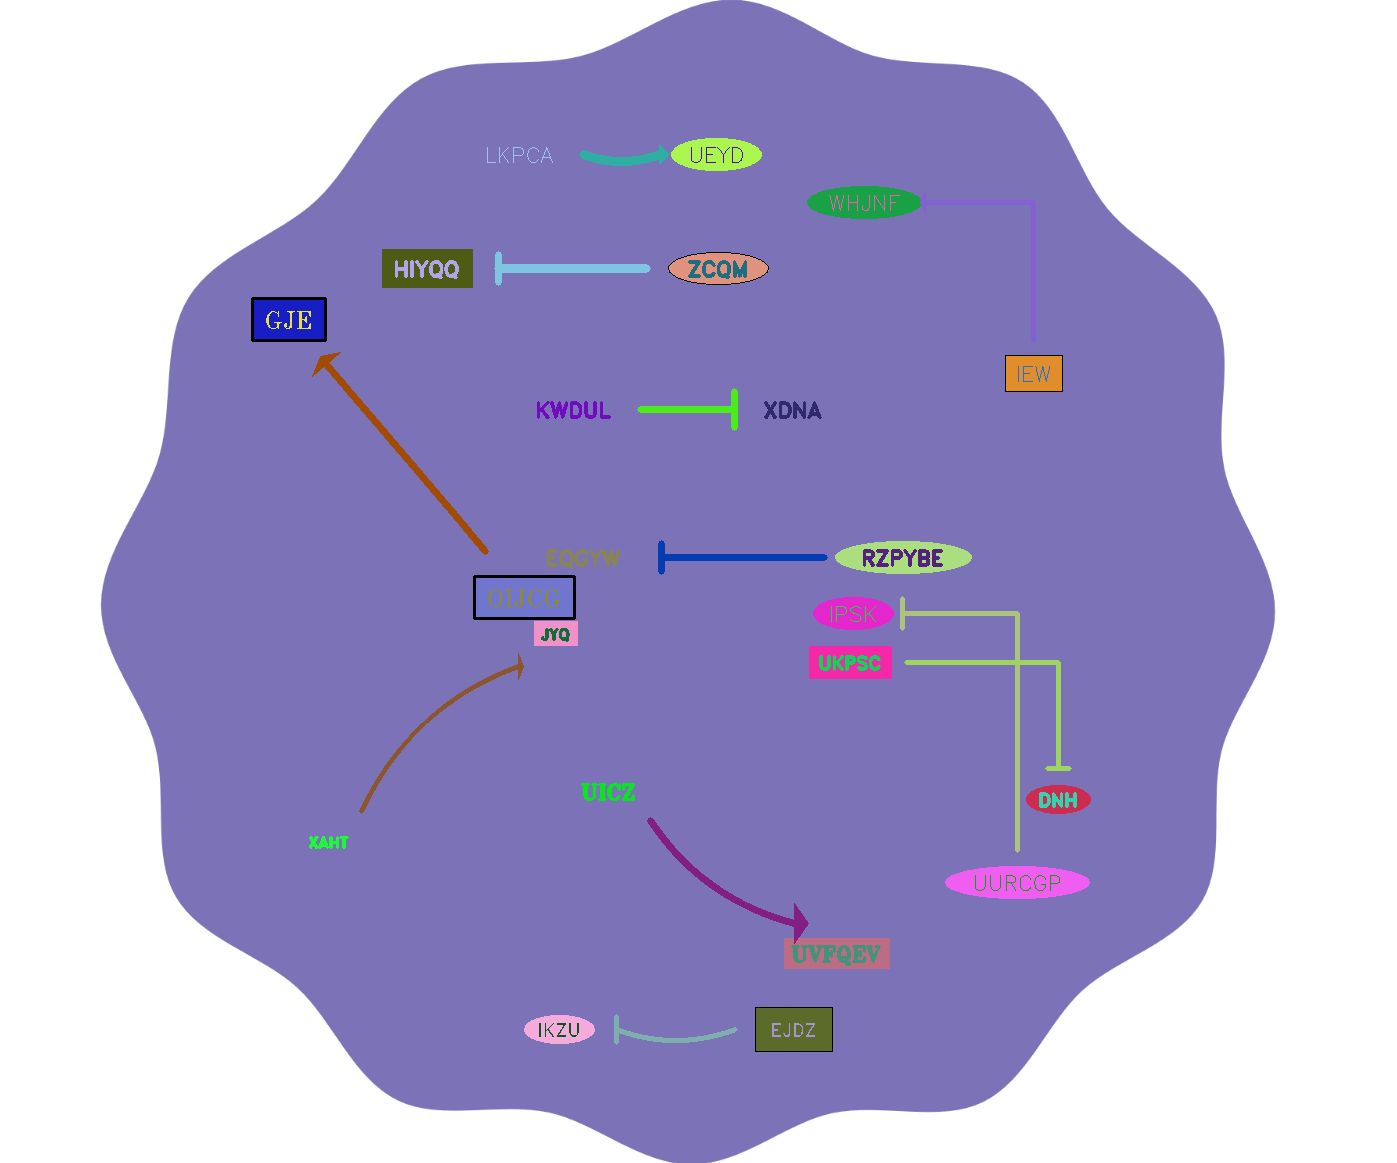 LKPCA
UEYD
WHJNF
HIYQQ
ZCQM
GJE
IEW
KWDUL
XDNA
EQGYW
RZPYBE
OIJCG
IPSK
JYQ
UKPSC
UICZ
DNH
XAHT
UURCGP
UVFQEV
IKZU
EJDZ